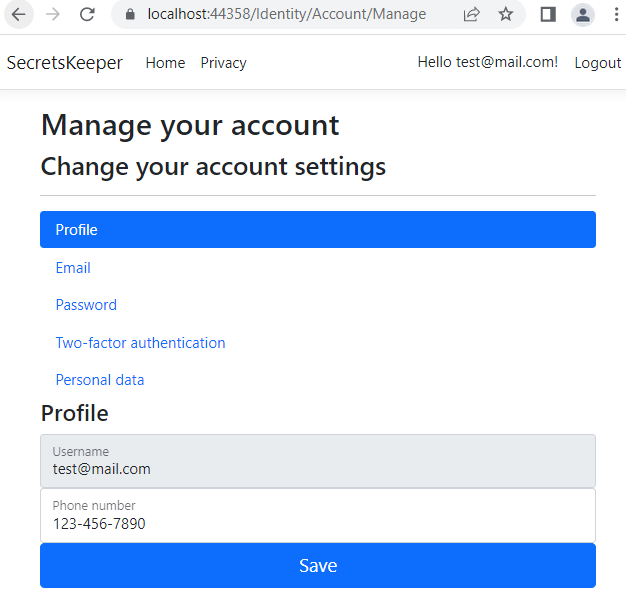 localhost:44358/Identity/Account/Manage
SecretsKeeper Home Privacy Hello test@mail.com! Logout
Manage your account
Change your account settings
Profile
Email
Password
Two-factor authentication
Personal data
Profile
Username
test@mail.com
Phone number
123-456-7890
Save